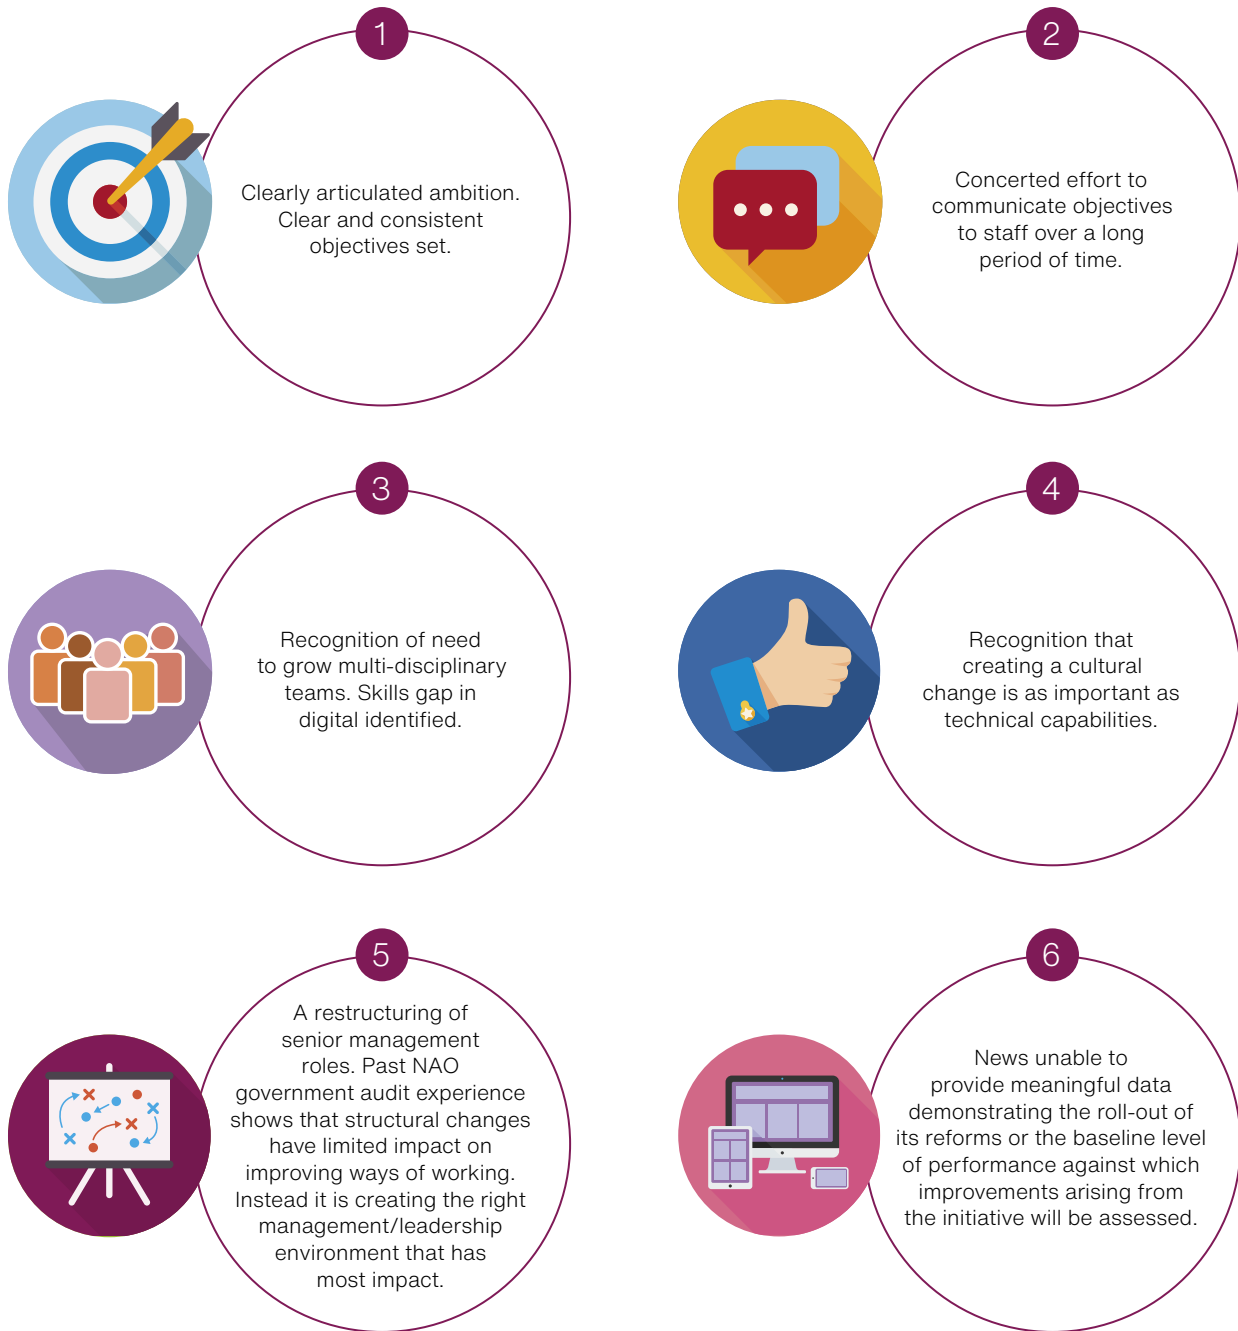 1
Clearly articulated ambition.
Clear and consistent
objectives set.
2
Concerted effort to
communicate objectives
to staff over a long
period of time.
3
Recognition of need
to grow multi-disciplinary
teams. Skills gap in
digital identified.
4
Recognition that
creating a cultural
change is as important as
technical capabilities.
5
A restructuring of
senior management
roles. Past NAO
government audit experience
shows that structural changes
have limited impact on
improving ways of working.
Instead it is creating the right
management/leadership
environment that has
most impact.
6
News unable to
provide meaningful data
demonstrating the roll-out of
its reforms or the baseline level
of performance against which
improvements arising from
the initiative will be assessed.